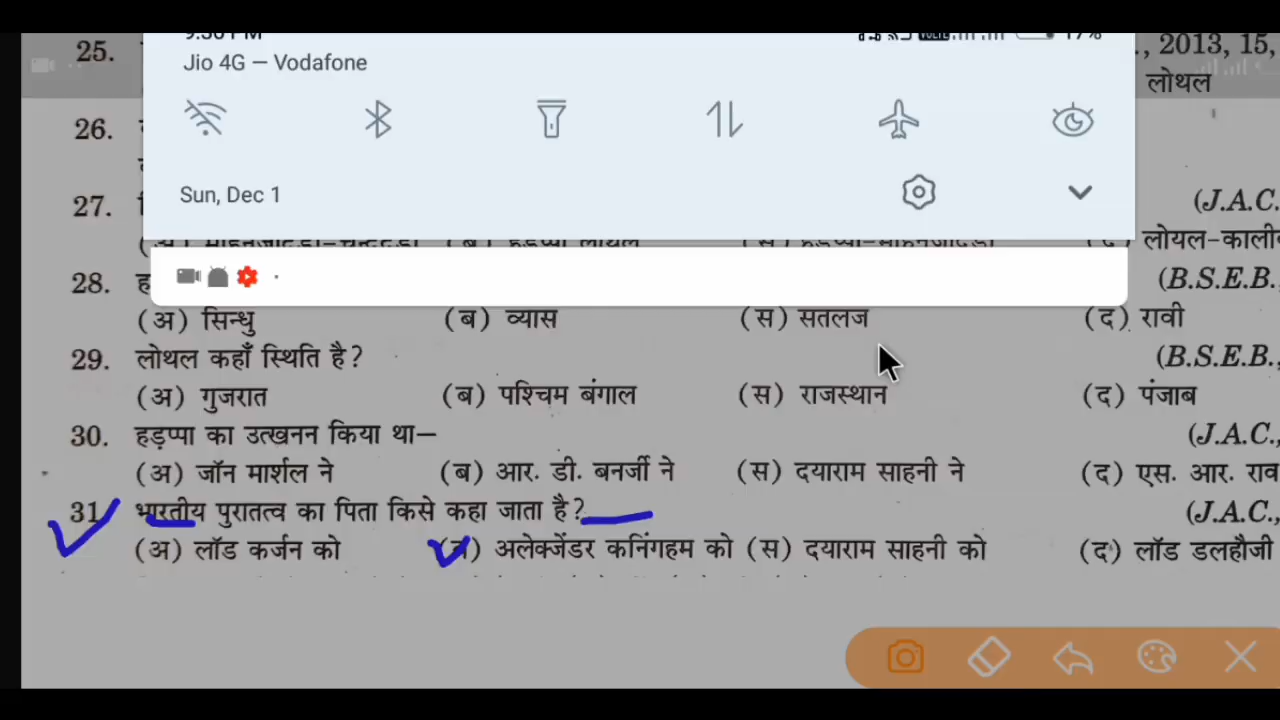 25.
., 2013, 15,
Jio 4G — Vodafone
लोथल
26.
Sun, Dec 1
27.
(J.A.C.
लोयल-काली
28. ह
(B.S.E.B.,
(अ) सिन्धु (ब) व्यास (स) सतलज (द) रावी
29. लोथल कहाँ स्थिति है? (B.S.E.B.,
(अ) गुजरात (ब) पश्चिम बंगाल (स) राजस्थान (द) पंजाब
30. हड़प्पा का उत्खनन किया था— (J.A.C.,
(अ) जॉन मार्शल ने (ब) आर. डी. बनर्जी ने (स) दयाराम साहनी ने (द) एस. आर. राव
31 भारतीय पुरातत्व का पिता किसे कहा जाता है? (J.A.C.,
(अ) लॉड कर्जन को (ब) अलेक्जेंडर कनिंगहम को (स) दयाराम साहनी को (द) लॉड डलहौजी